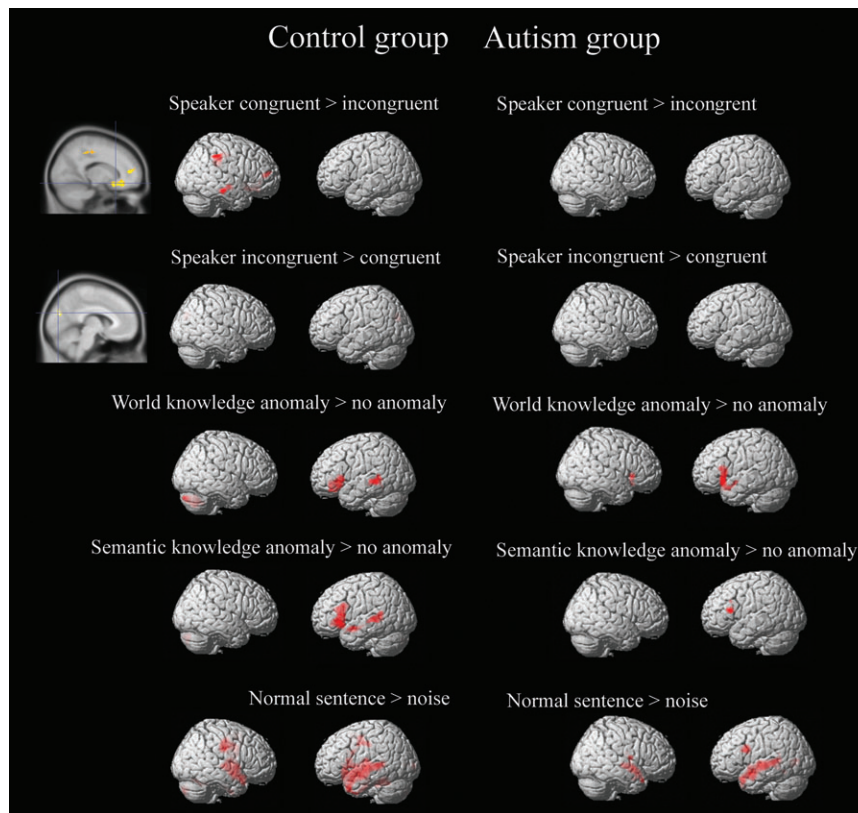 Control group Autism group
Speaker congruent > incongruent Speaker congruent > incongrent
Speaker incongruent > congruent Speaker incongruent > congruent
World knowledge anomaly > no anomaly World knowledge anomaly > no anomaly
Semantic knowledge anomaly > no anomaly Semantic knowledge anomaly > no anomaly
Normal sentence > noise Normal sentence > noise